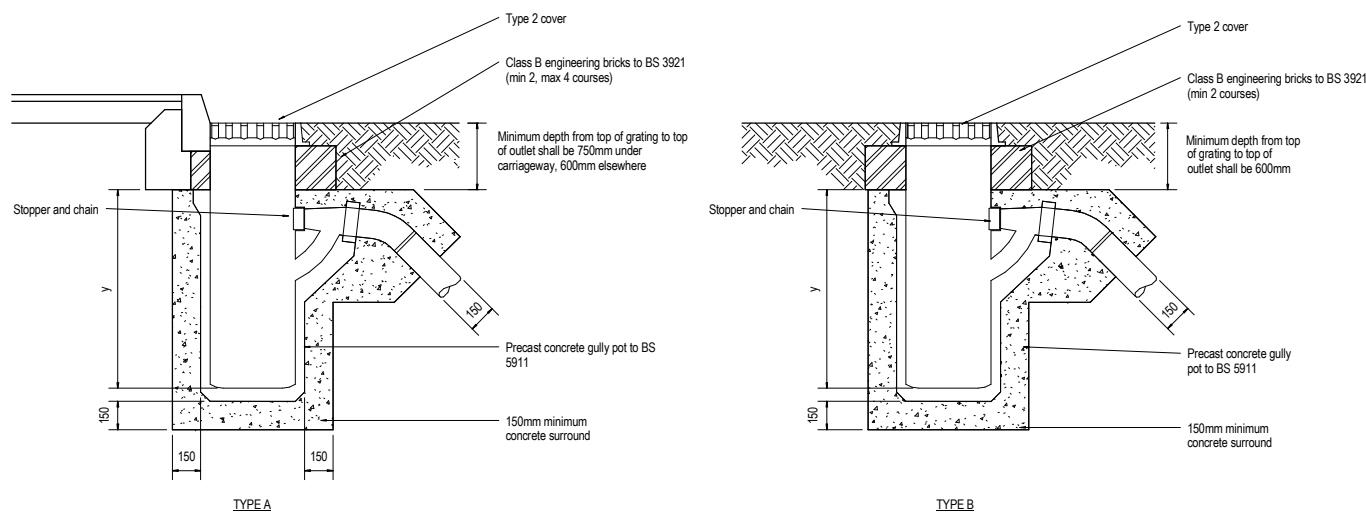 Type 2 cover
Class B engineering bricks to BS 3921
(min 2, max 4 courses)
Minimum depth from top of grating to top
of outlet shall be 750mm under
carriageway, 600mm elsewhere
Stopper and chain
y
150
Precast concrete gully pot to BS
5911
150
150mm minimum
concrete surround
150
150
TYPE A
Type 2 cover
Class B engineering bricks to BS 3921
(min 2 courses)
Minimum depth from top
of grating to top of
outlet shall be 600mm
Stopper and chain
y
150
Precast concrete gully
pot to BS 5911
150
150mm minimum
concrete surround
TYPE B